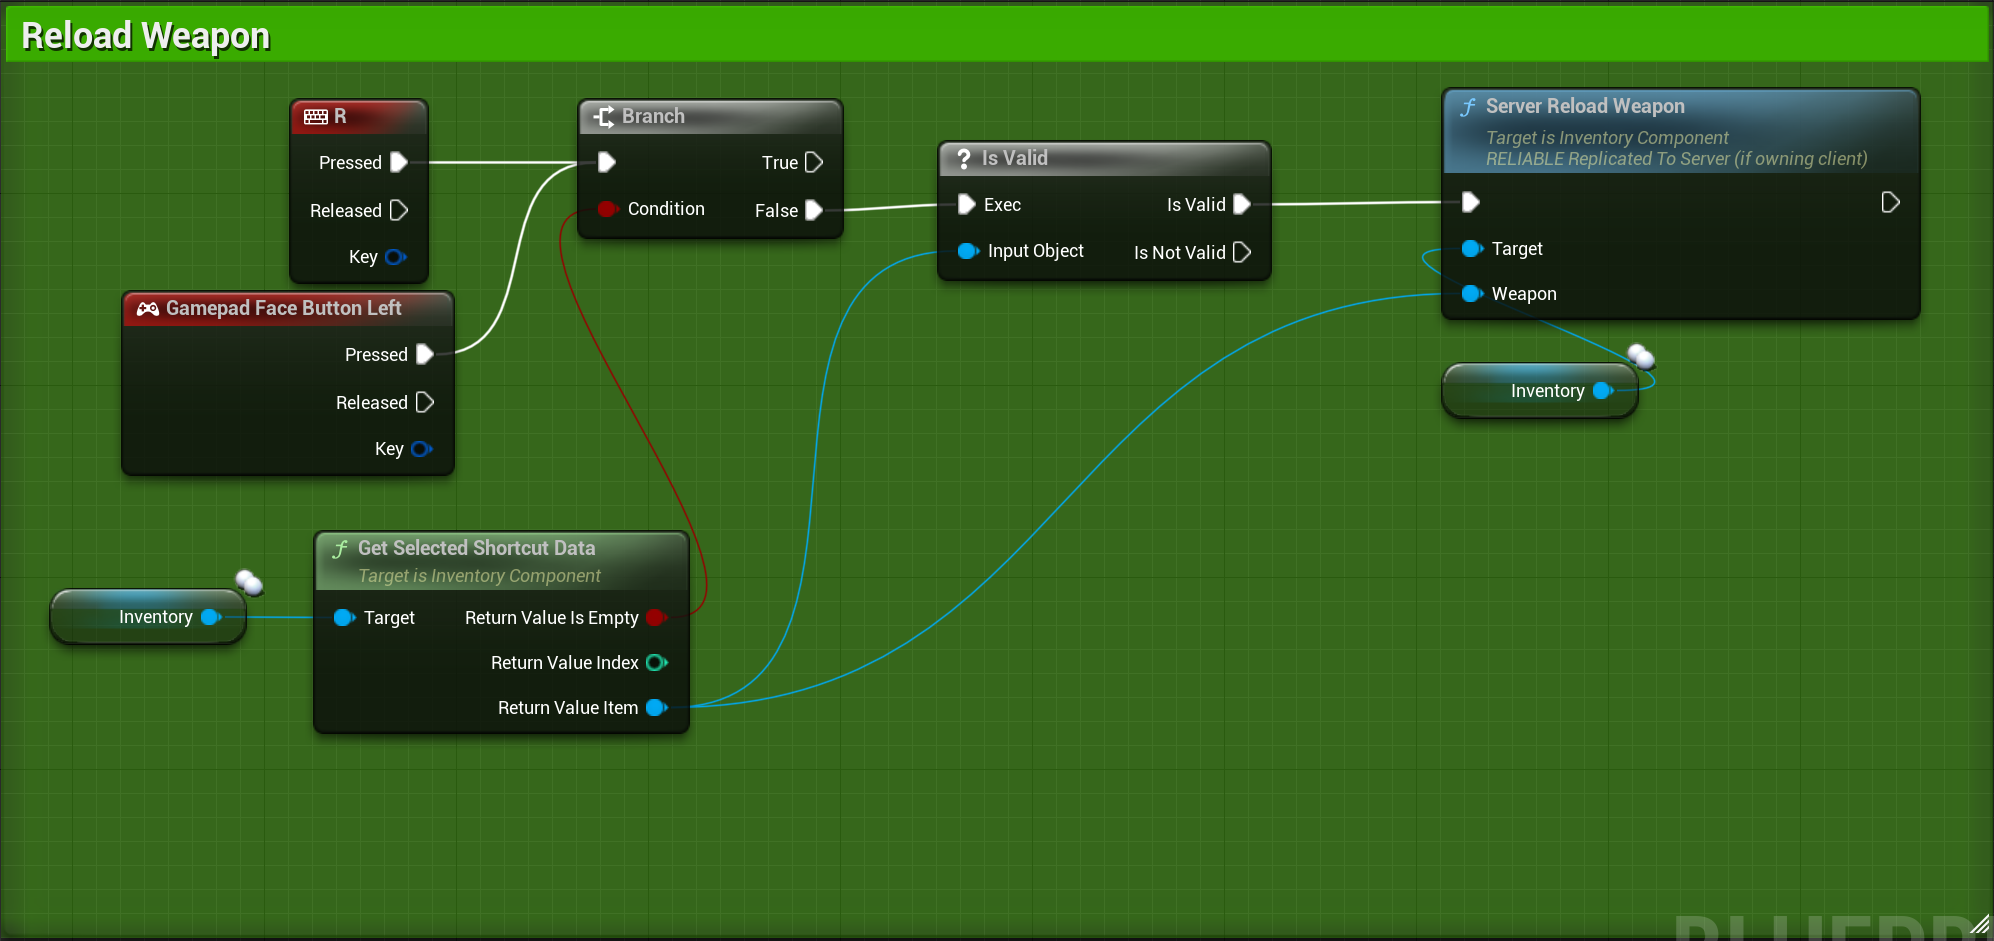 Reload Weapon
R
Pressed
Released
Key
Gamepad Face Button Left
Pressed
Released
Key
Branch
True
Condition
False
Is Valid
Exec
Is Valid
Input Object
Is Not Valid
Server Reload Weapon
Target is Inventory Component
RELIABLE Replicated To Server (if owning client)
Target
Weapon
Inventory
Inventory
Get Selected Shortcut Data
Target is Inventory Component
Target
Return Value Is Empty
Return Value Index
Return Value Item